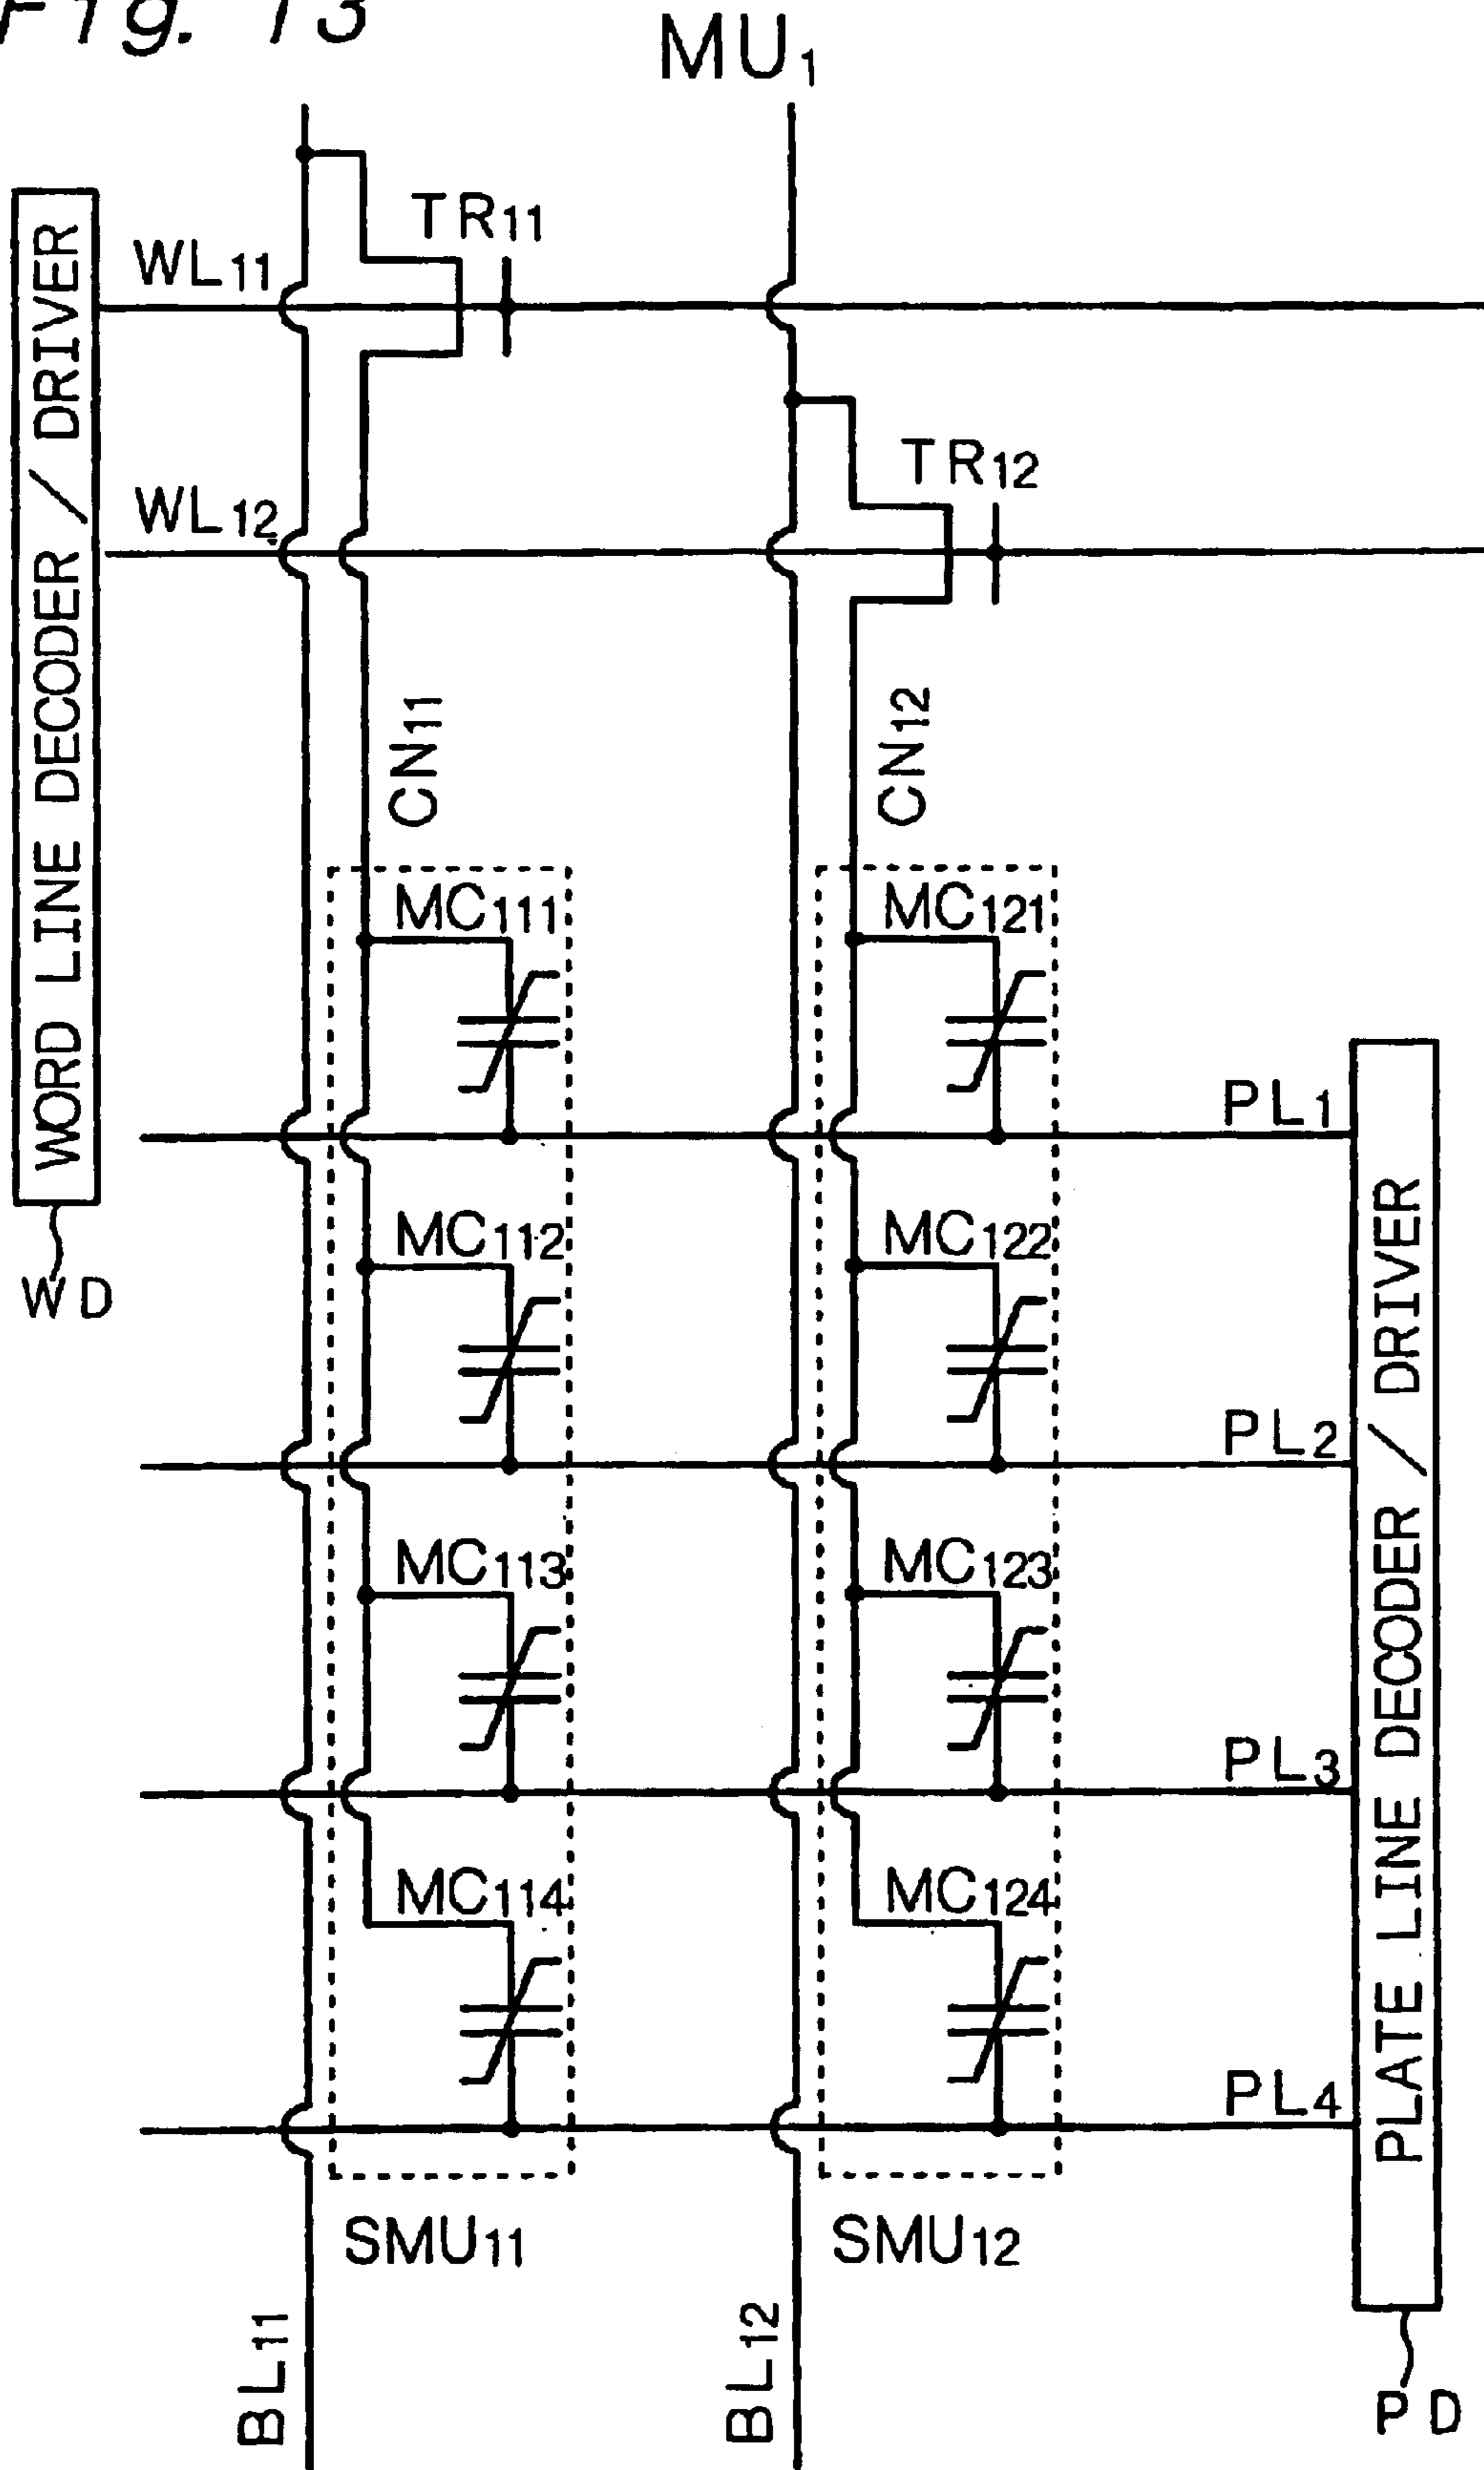 Fig. 13
MU1
TR11
WL11
TR12
WL12
WORD LINE DECODER / DRIVER
WD
CN11
CN12
MC111
MC121
PL1
MC112
MC122
PL2
MC113
MC123
PL3
MC114
MC124
PL4
PLATE LINE DECODER / DRIVER
PD
SMU11
SMU12
BL11
BL12